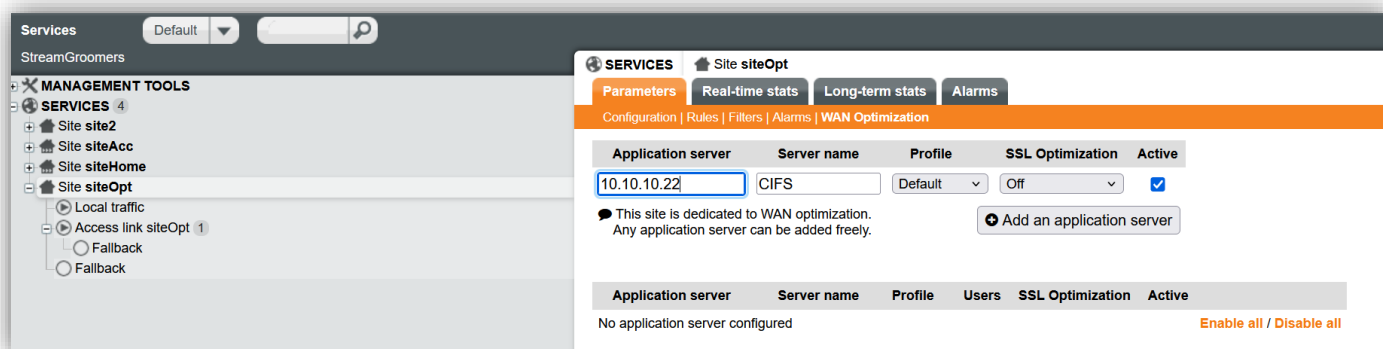 Services Default
StreamGroomers
MANAGEMENT TOOLS
SERVICES 4
Site site2
Site siteAcc
Site siteHome
Site siteOpt
Local traffic
Access link siteOpt 1
Fallback
Fallback
SERVICES Site siteOpt
Parameters Real-time stats Long-term stats Alarms
Configuration | Rules | Filters | Alarms | WAN Optimization
Application server Server name Profile SSL Optimization Active
10.10.10.22 CIFS Default Off
This site is dedicated to WAN optimization.
Any application server can be added freely.
Add an application server
Application server Server name Profile Users SSL Optimization Active
No application server configured Enable all / Disable all